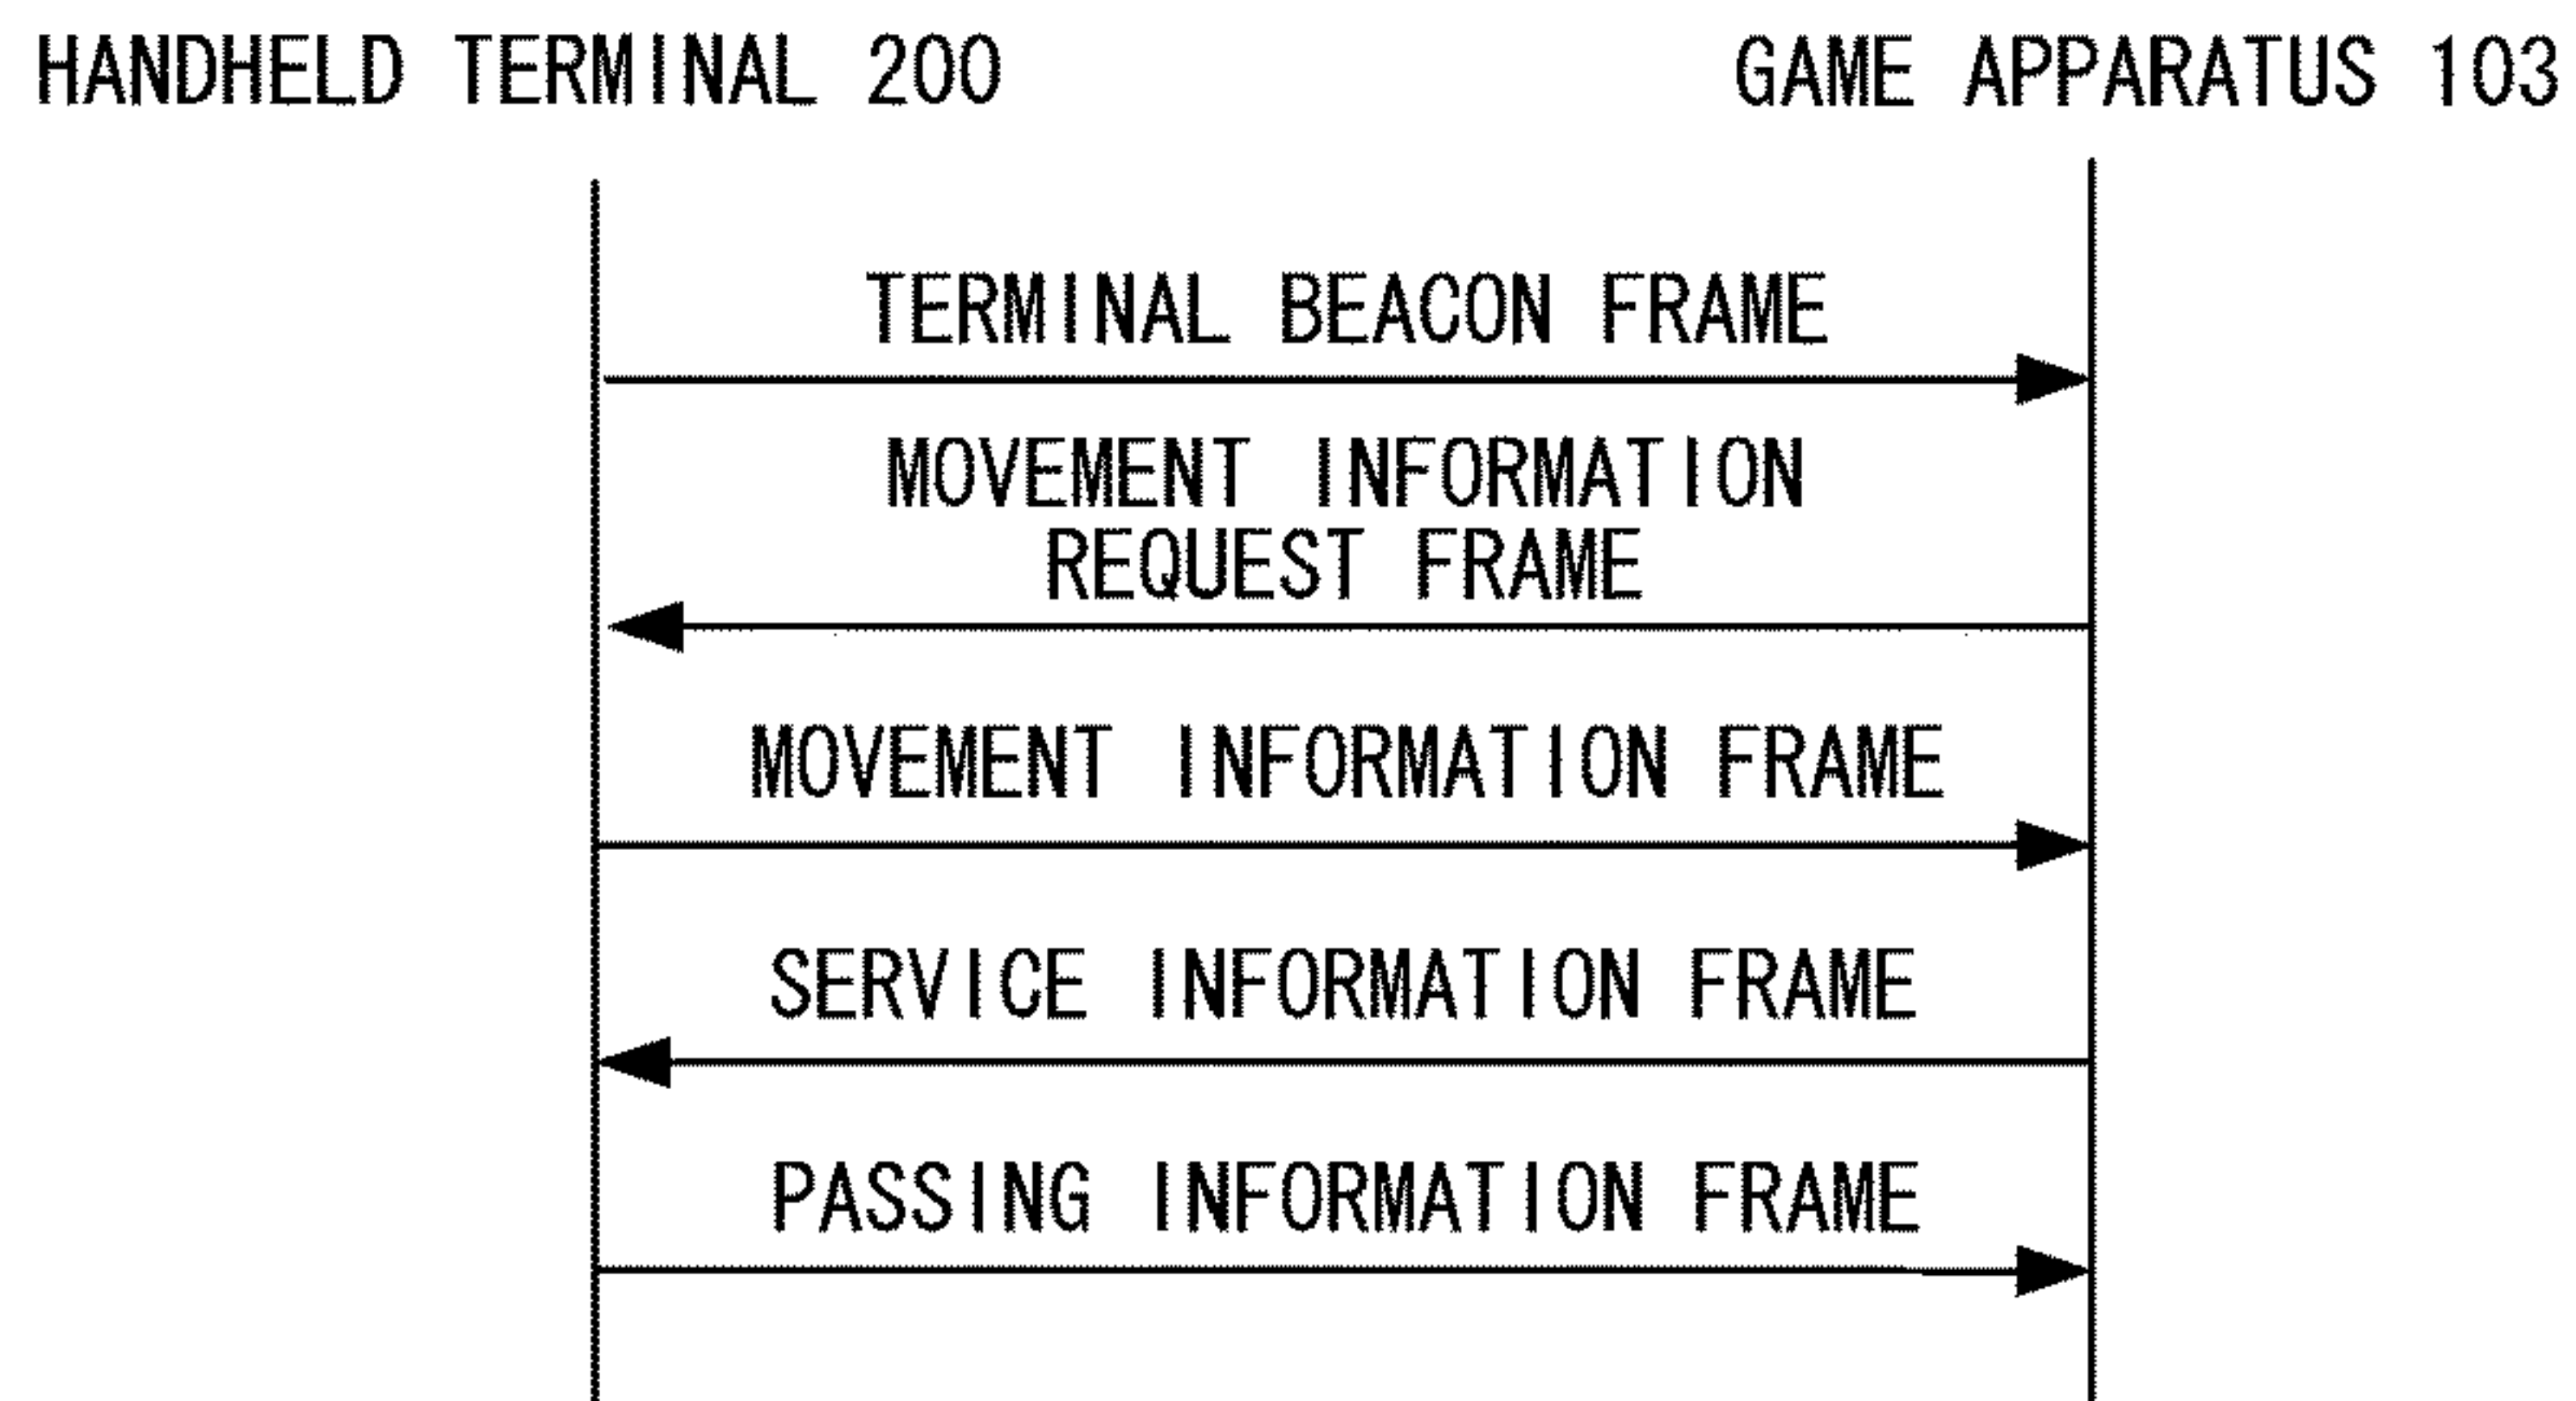 HANDHELD TERMINAL 200
GAME APPARATUS 103
TERMINAL BEACON FRAME
MOVEMENT INFORMATION
REQUEST FRAME
MOVEMENT INFORMATION FRAME
SERVICE INFORMATION FRAME
PASSING INFORMATION FRAME